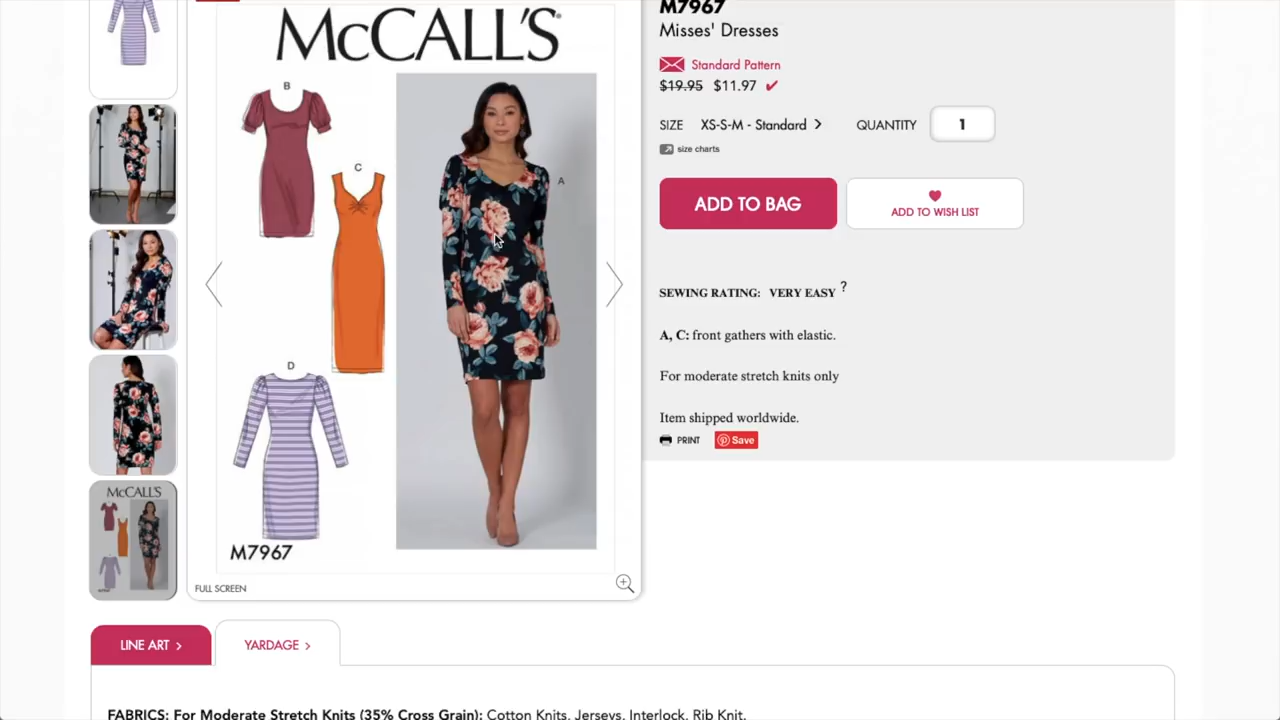 M7967
Misses' Dresses
Standard Pattern
$19.95 $11.97
SIZE XS-S-M - Standard QUANTITY 1
size charts
ADD TO BAG
ADD TO WISH LIST
SEWING RATING: VERY EASY ?
A, C: front gathers with elastic.
For moderate stretch knits only
Item shipped worldwide.
PRINT Save
McCALL'S
B
C
A
D
M7967
FULL SCREEN
McCALL'S
LINE ART >
YARDAGE >
FABRICS: For Moderate Stretch Knits (35% Cross Grain): Cotton Knits, Jerseys, Interlock, Rib Knit.